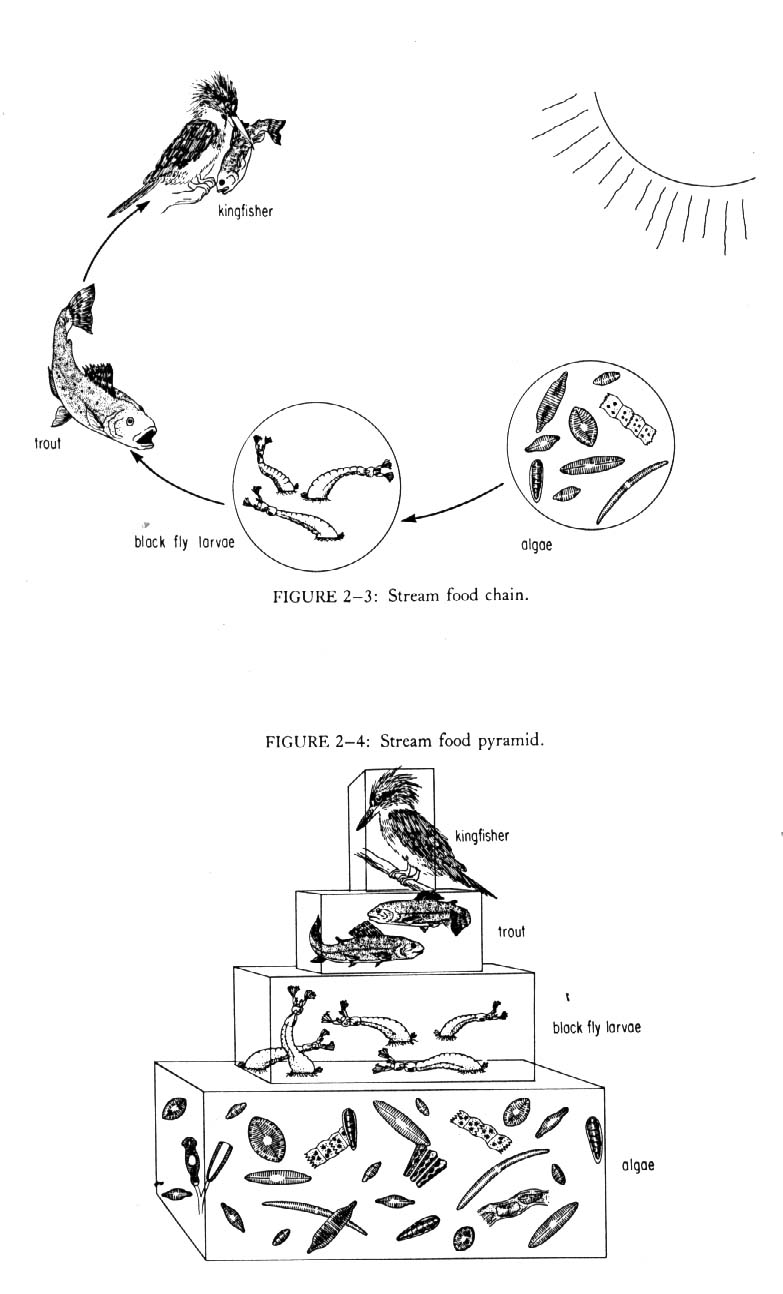 kingfisher
trout
black fly larvae
algae
FIGURE 2–3: Stream food chain.
FIGURE 2–4: Stream food pyramid.
kingfisher
trout
black fly larvae
algae